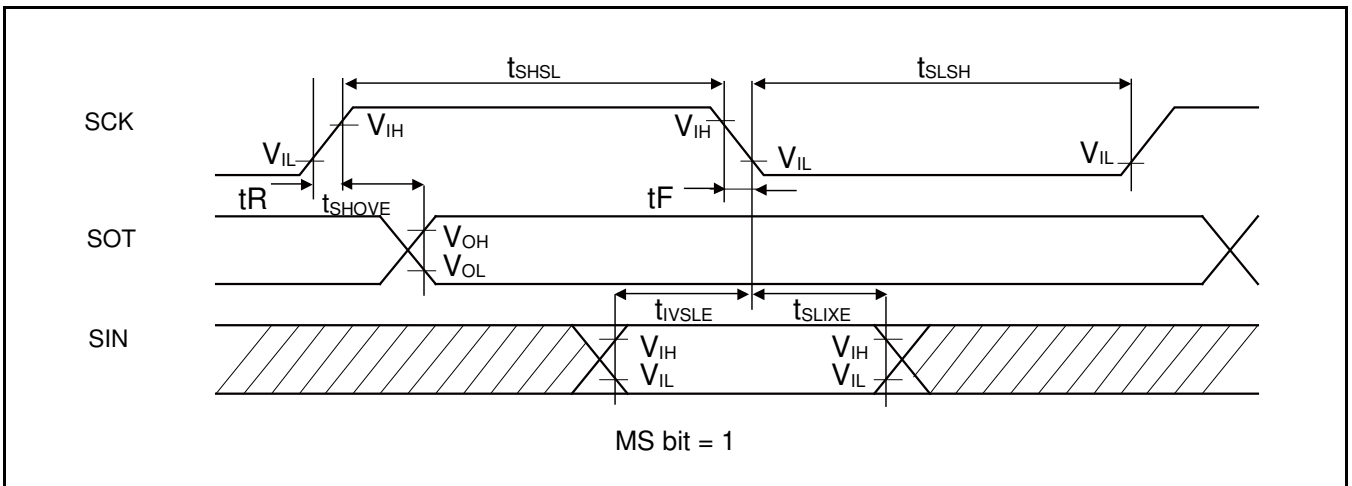 tSHSL
tSLSH
SCK
VIH
VIH
VIL
VIL
VIL
tR
tSHOVE
tF
SOT
VOH
VOL
tIVSLE
tSLIXE
SIN
VIH
VIH
VIL
VIL
MS bit = 1